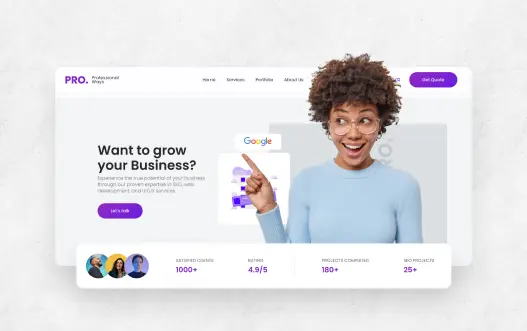 PRO.
Professional
Ways
Home Services Portfolio About Us
Get Quote
Google
Want to grow
your Business?
Experience the true potential of your business
through our proven expertise in SEO, web
development, and UI/UX services.
Let's talk
PRO.
SATISFIED CLIENTS RATING PROJECTS COMPLETED SEO PROJECTS
1000+ 4.9/5 180+ 25+